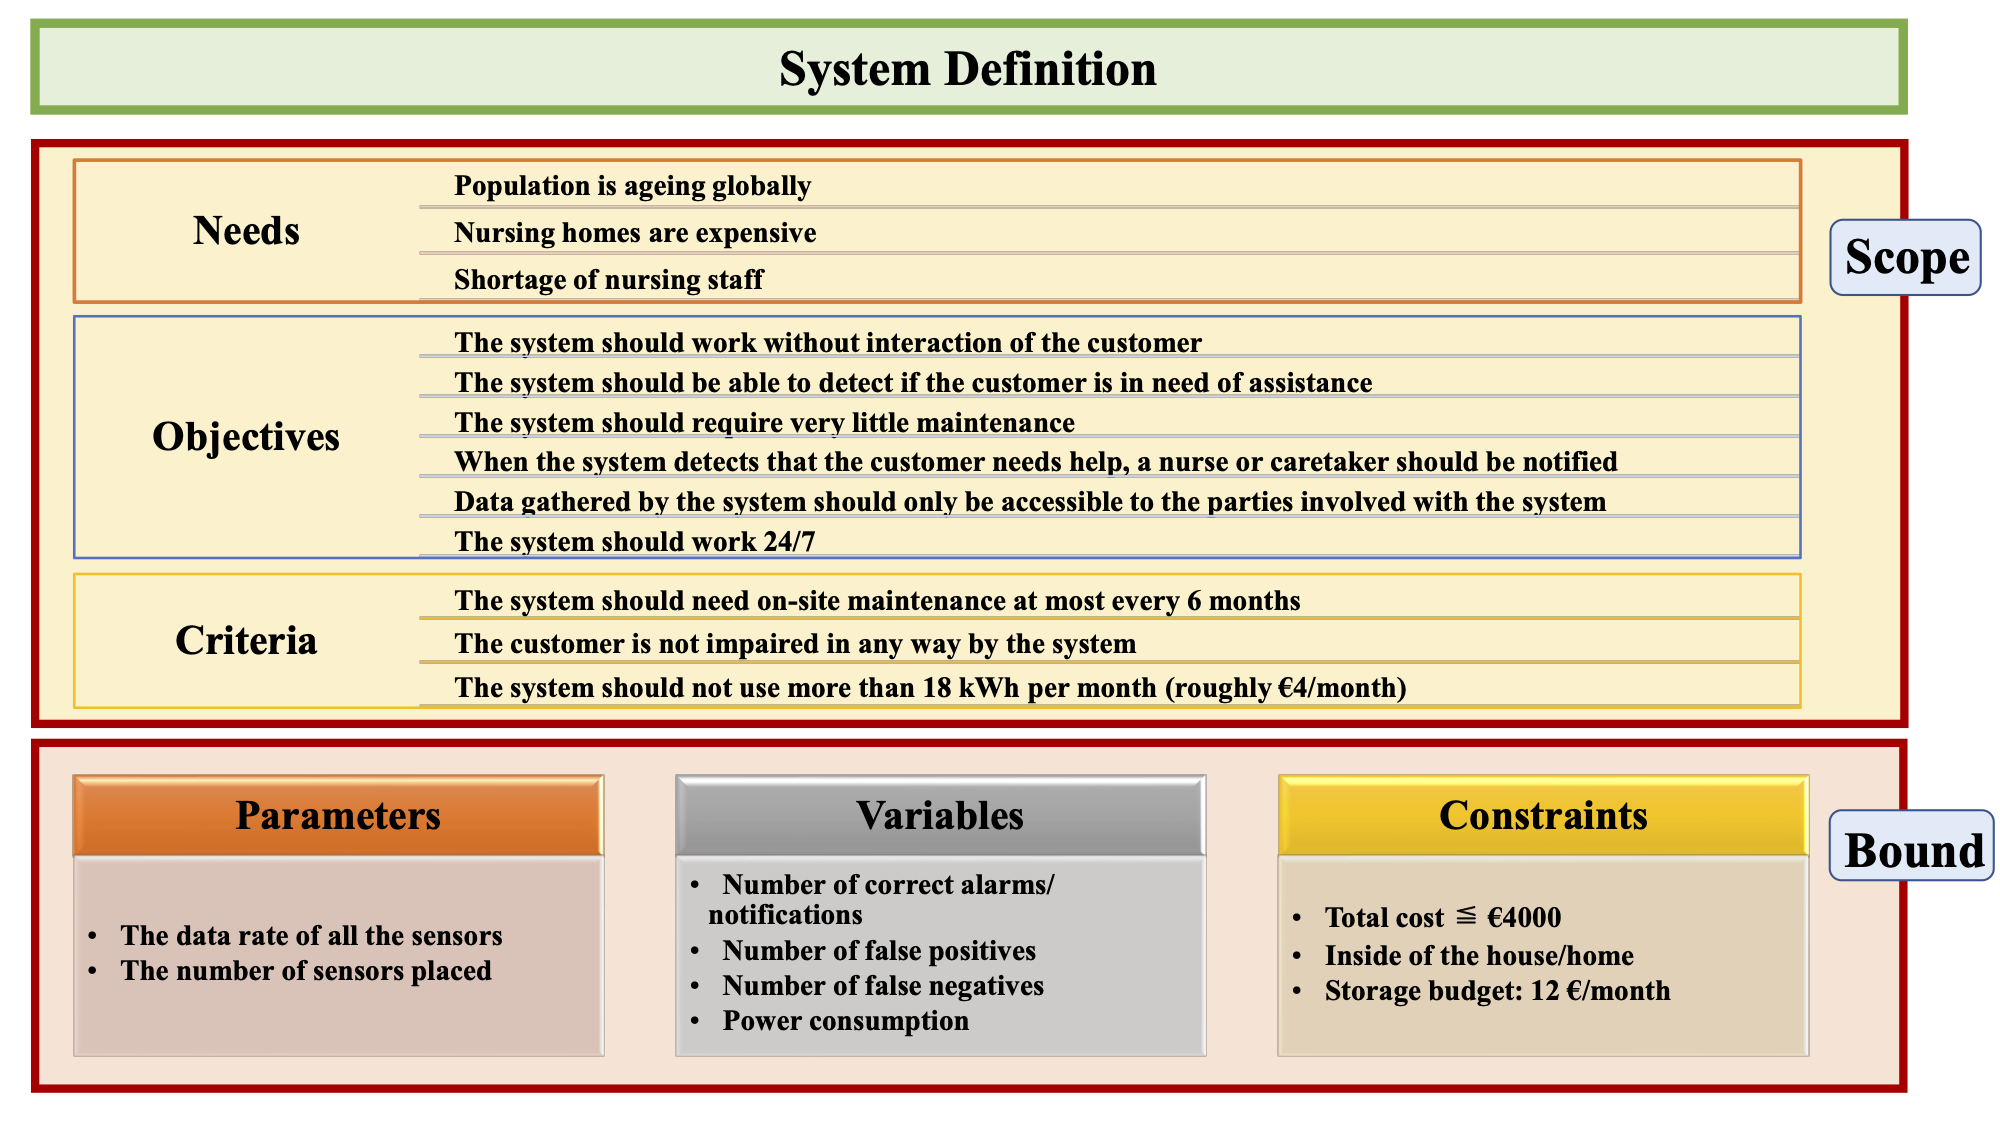 System Definition
Needs
Population is ageing globally
Nursing homes are expensive
Shortage of nursing staff
Scope
Objectives
The system should work without interaction of the customer
The system should be able to detect if the customer is in need of assistance
The system should require very little maintenance
When the system detects that the customer needs help, a nurse or caretaker should be notified
Data gathered by the system should only be accessible to the parties involved with the system
The system should work 24/7
Criteria
The system should need on-site maintenance at most every 6 months
The customer is not impaired in any way by the system
The system should not use more than 18 kWh per month (roughly €4/month)
Parameters
• The data rate of all the sensors
• The number of sensors placed
Variables
• Number of correct alarms/
notifications
• Number of false positives
• Number of false negatives
• Power consumption
Constraints
• Total cost ≦ €4000
• Inside of the house/home
• Storage budget: 12 €/month
Bound